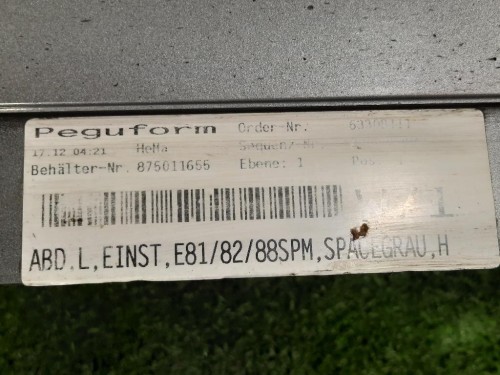 Peguform Order-Nr.
17.12 04:21 HeMa
Behälter-Nr. 875011655 Ebene: 1
ABD.L,EINST,E81/82/88SPM,SPACEGRAU,H